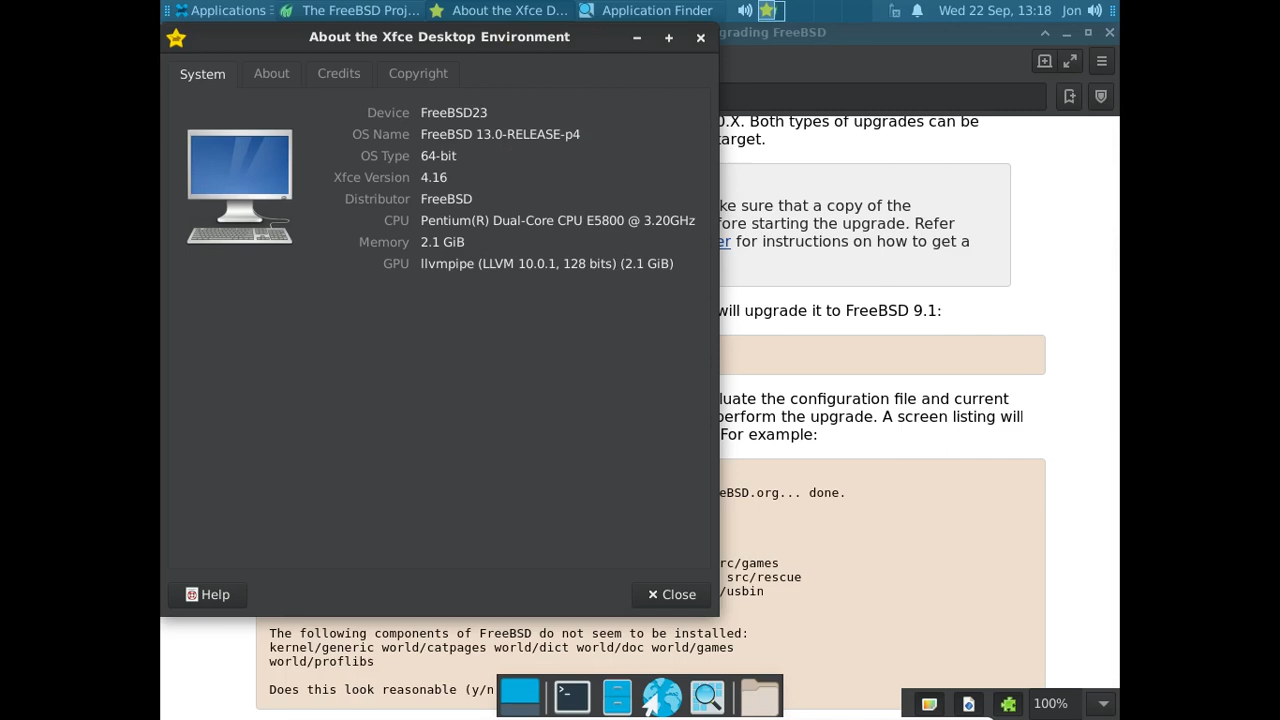 Applications
The FreeBSD Proj...
About the Xfce D...
Application Finder
Wed 22 Sep, 13:18
Jon
About the Xfce Desktop Environment
grading FreeBSD
System
About
Credits
Copyright
Device FreeBSD23
OS Name FreeBSD 13.0-RELEASE-p4
OS Type 64-bit
Xfce Version 4.16
Distributor FreeBSD
CPU Pentium(R) Dual-Core CPU E5800 @ 3.20GHz
Memory 2.1 GiB
GPU llvmpipe (LLVM 10.0.1, 128 bits) (2.1 GiB)
Help
Close
0.X. Both types of upgrades can be
target.
ke sure that a copy of the
fore starting the upgrade. Refer
er for instructions on how to get a
will upgrade it to FreeBSD 9.1:
luate the configuration file and current
perform the upgrade. A screen listing will
For example:
eBSD.org... done.
rc/games
src/rescue
/usbin
The following components of FreeBSD do not seem to be installed:
kernel/generic world/catpages world/dict world/doc world/games
world/proflibs
Does this look reasonable (y/n
100%